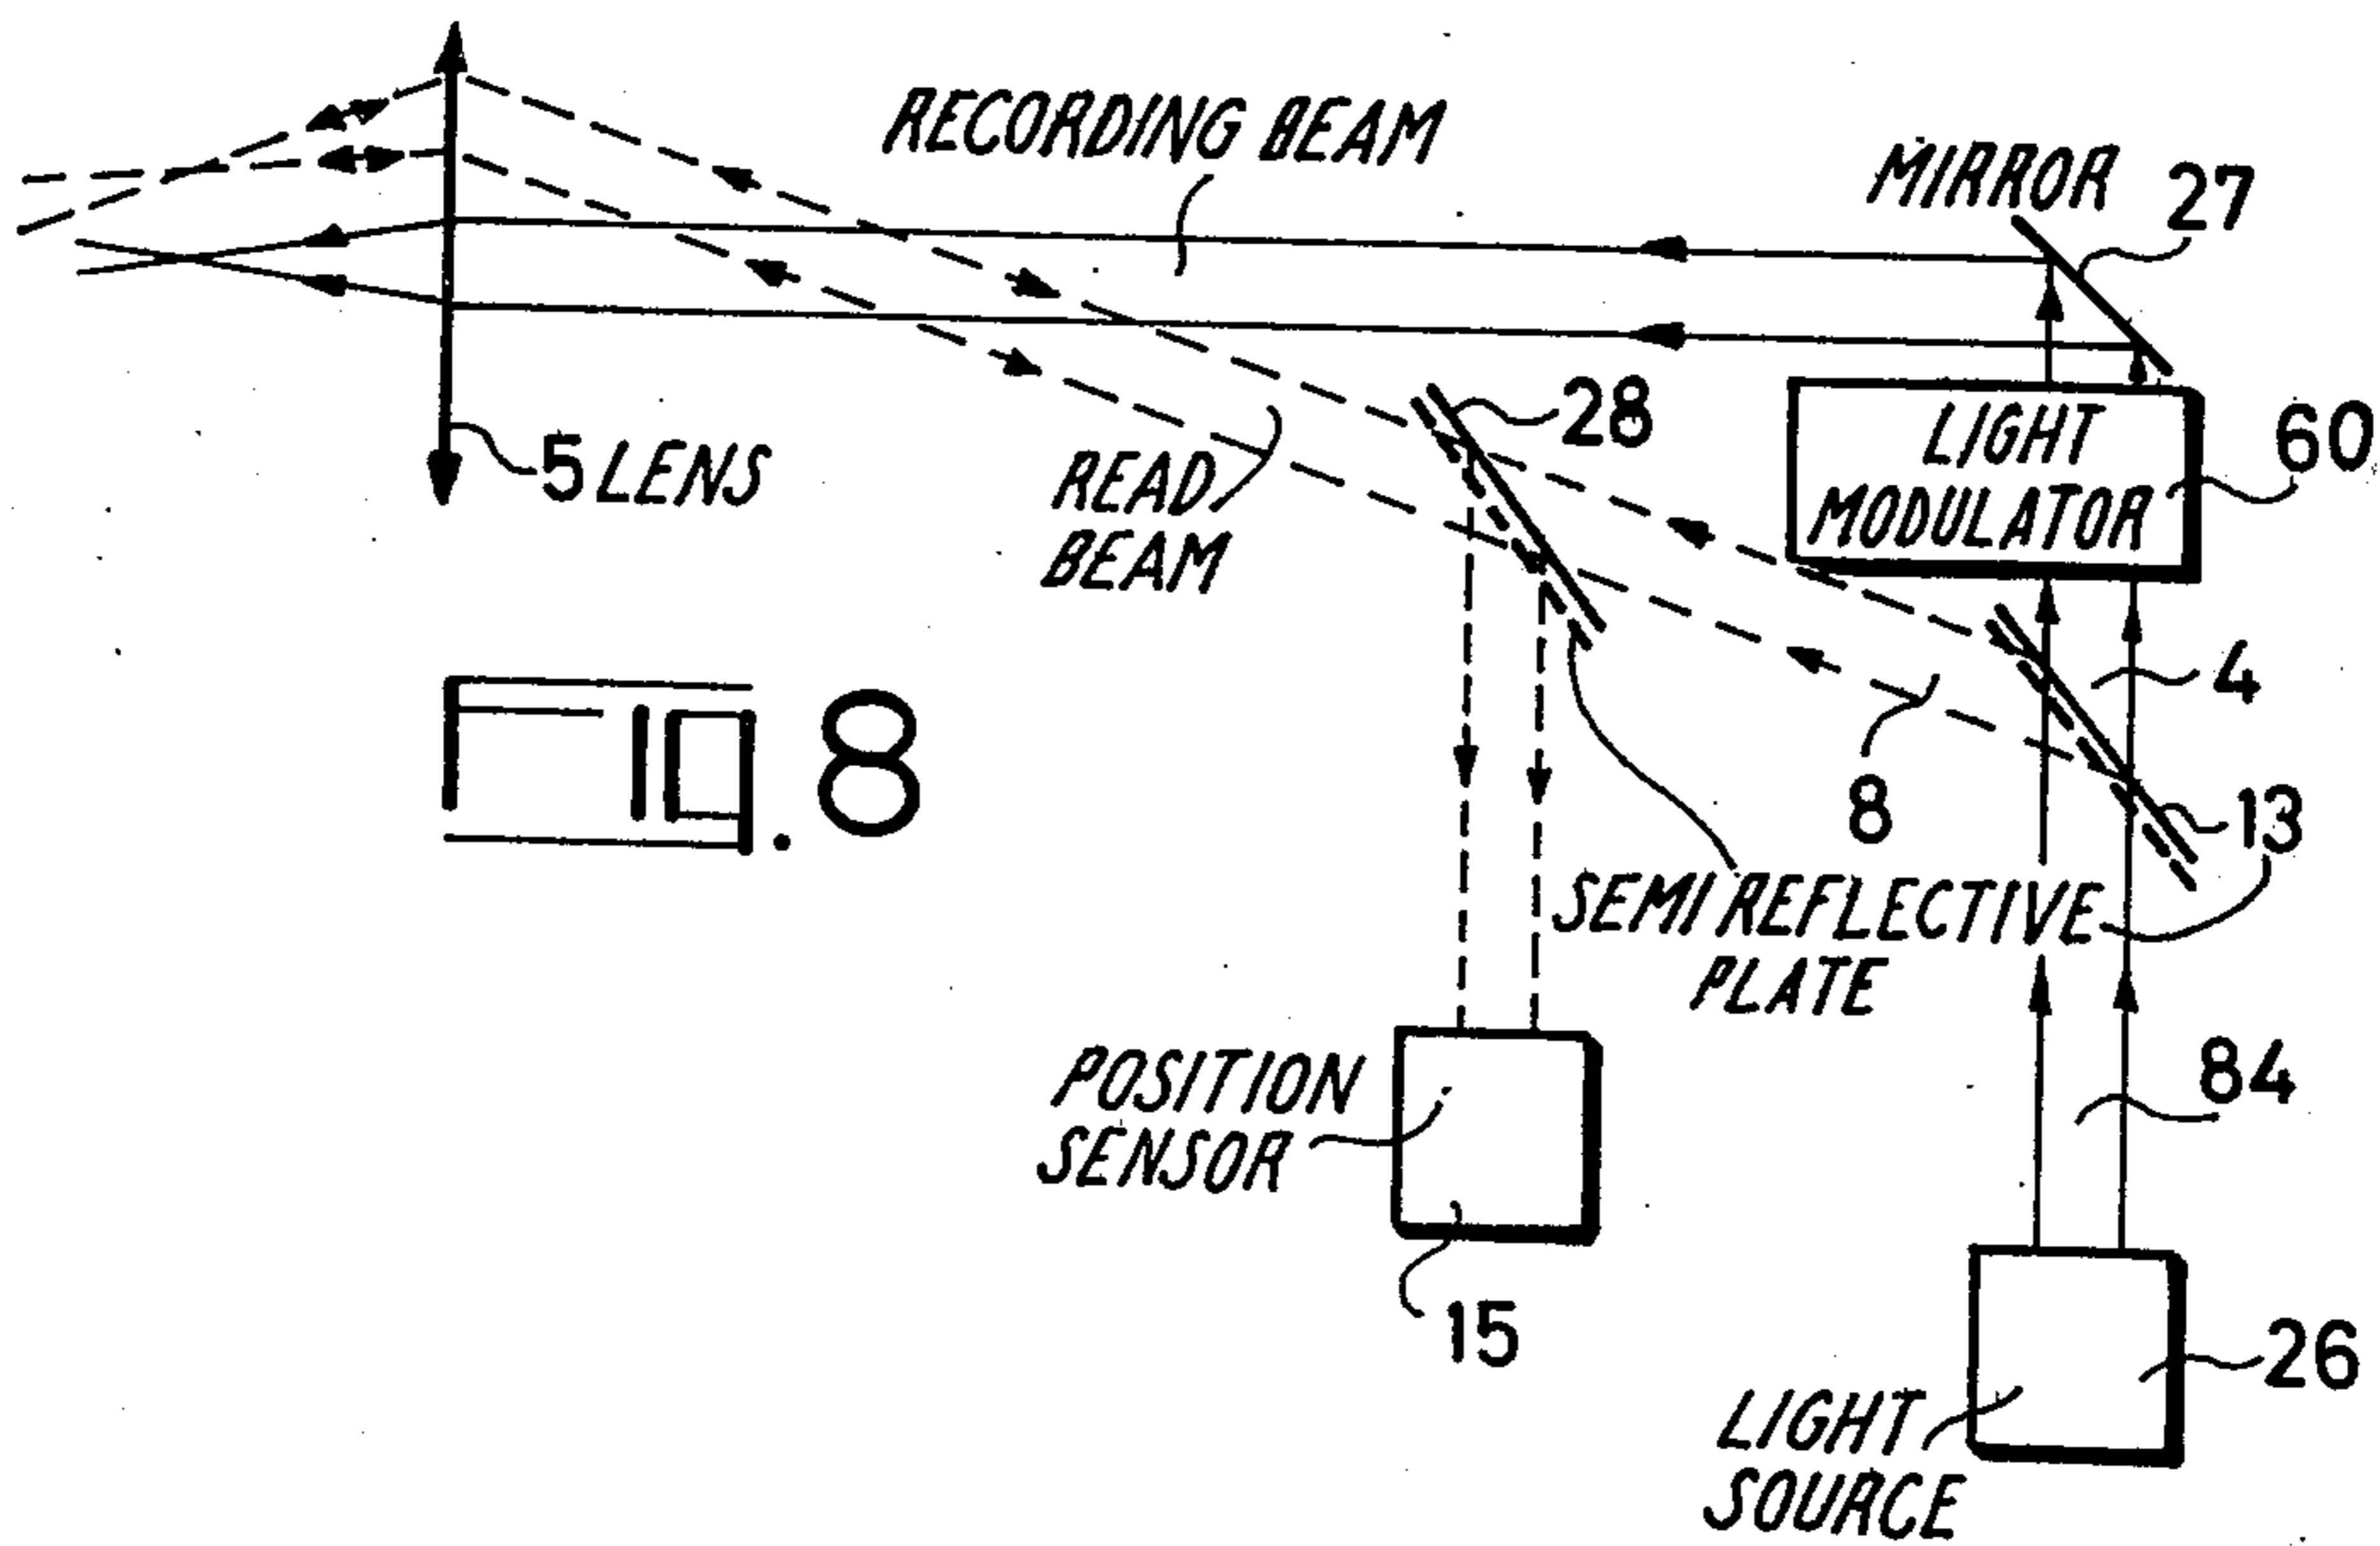 RECORDING BEAM
MIRROR
27
28
LIGHT
MODULATOR
60
5 LENS
READ
BEAM
4
Fig. 8
8
13
SEMI REFLECTIVE
PLATE
POSITION
SENSOR
84
15
26
LIGHT
SOURCE